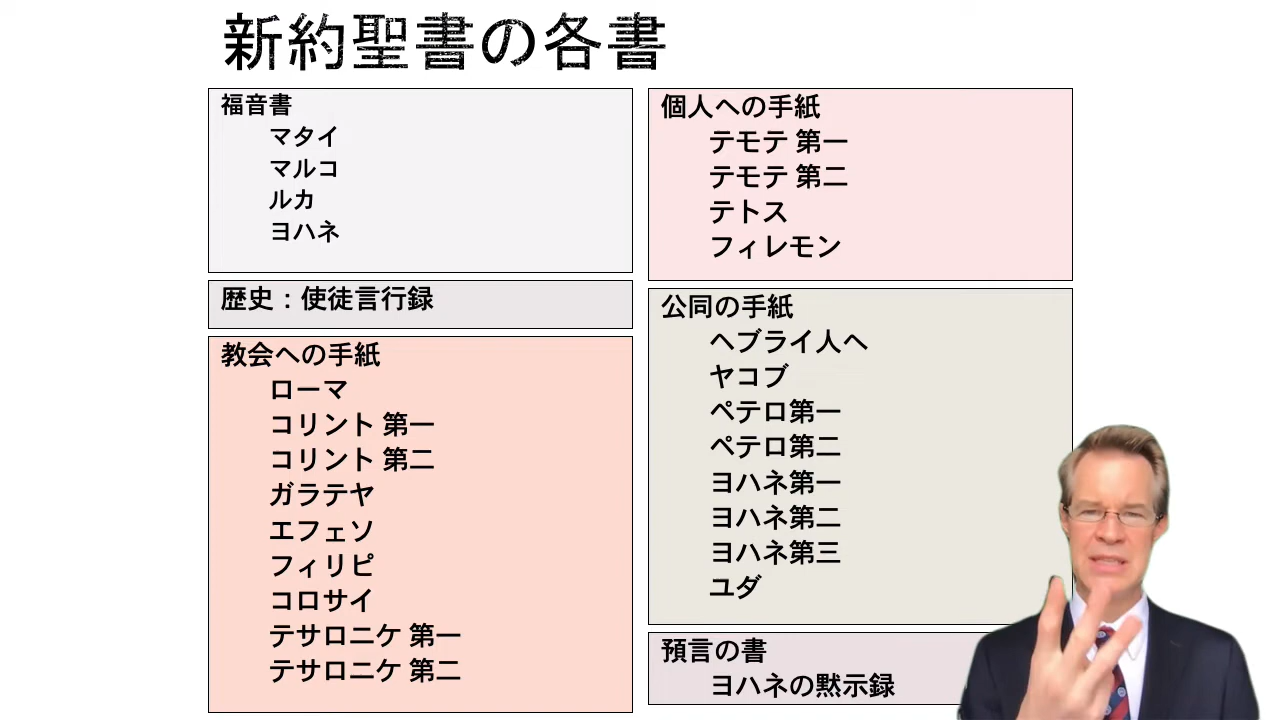 新約聖書の各書
福音書
マタイ
マルコ
ルカ
ヨハネ
歴史：使徒言行録
教会への手紙
ローマ
コリント 第一
コリント 第二
ガラテヤ
エフェソ
フィリピ
コロサイ
テサロニケ 第一
テサロニケ 第二
個人への手紙
テモテ 第一
テモテ 第二
テトス
フィレモン
公同の手紙
ヘブライ人へ
ヤコブ
ペテロ第一
ペテロ第二
ヨハネ第一
ヨハネ第二
ヨハネ第三
ユダ
預言の書
ヨハネの黙示録